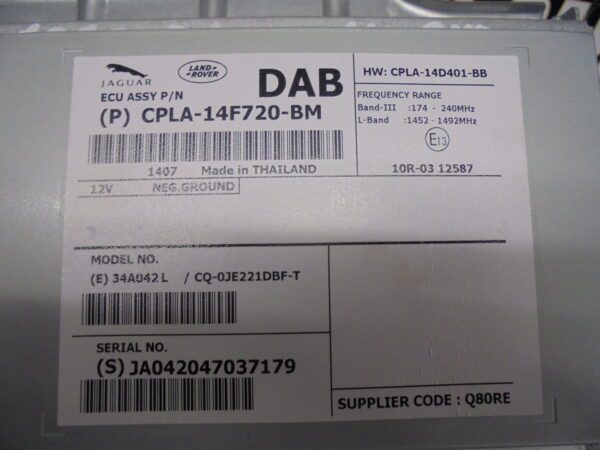 JAGUAR
LAND ROVER
DAB
ECU ASSY P/N
(P) CPLA-14F720-BM
1407 Made in THAILAND
12V NEG.GROUND
HW: CPLA-14D401-BB
FREQUENCY RANGE
Band-III :174 - 240MHz
L-Band :1452 - 1492MHz
E13
10R-03 12587
MODEL NO.
(E) 34A042 L / CQ-0JE221DBF-T
SERIAL NO.
(S) JA042047037179
SUPPLIER CODE : Q80RE